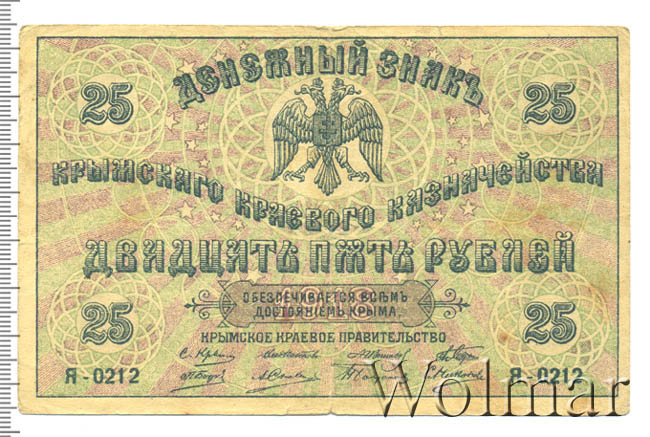 ДЕНЕЖНЫЙ ЗНАКЪ
25 25
КРЫМСКАГО КРАЕВОГО КАЗНАЧЕЙСТВА
ДВАДЦАТЬ ПЯТЬ РУБЛЕЙ
1918
ОБЕЗПЕЧИВАЕТСЯ ВСѢМЪ
ДОСТОЯНІЕМЪ КРЫМА.
25 25
КРЫМСКОЕ КРАЕВОЕ ПРАВИТЕЛЬСТВО
Я - 0212 Я - 0212
Wolmar